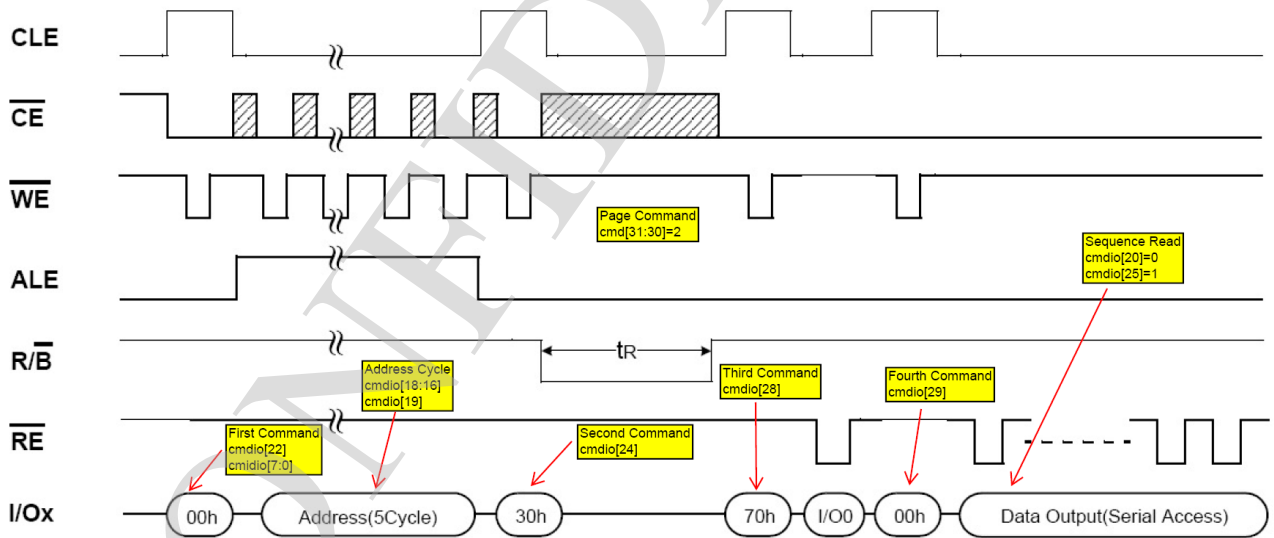 CLE
CE
WE
Page Command
cmd[31:30]=2
Sequence Read
cmdio[20]=0
cmdio[25]=1
ALE
R/B
tR
Address Cycle
cmdio[18:16]
cmdio[19]
Third Command
cmdio[28]
Fourth Command
cmdio[29]
RE
First Command
cmdio[22]
cmidio[7:0]
Second Command
cmdio[24]
I/Ox
00h
Address(5Cycle)
30h
70h
I/O0
00h
Data Output(Serial Access)